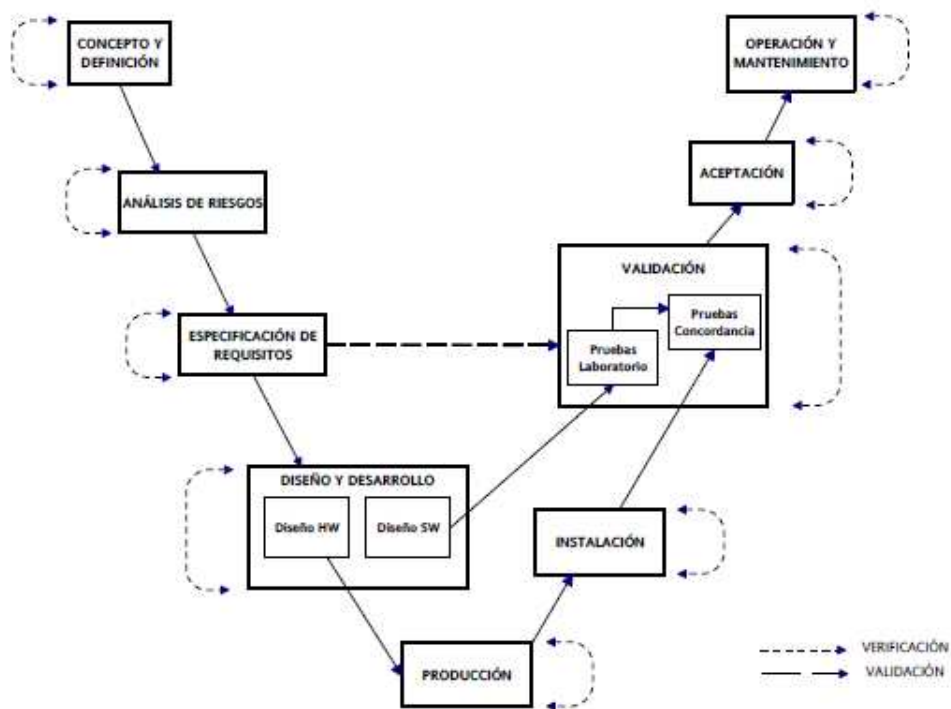 CONCEPTO Y
DEFINICIÓN
OPERACIÓN Y
MANTENIMIENTO
ANÁLISIS DE RIESGOS
ACEPTACIÓN
VALIDACIÓN
Pruebas
Concordancia
ESPECIFICACIÓN DE
REQUISITOS
Pruebas
Laboratorio
DISEÑO Y DESARROLLO
Diseño HW
Diseño SW
INSTALACIÓN
PRODUCCIÓN
VERIFICACIÓN
VALIDACIÓN